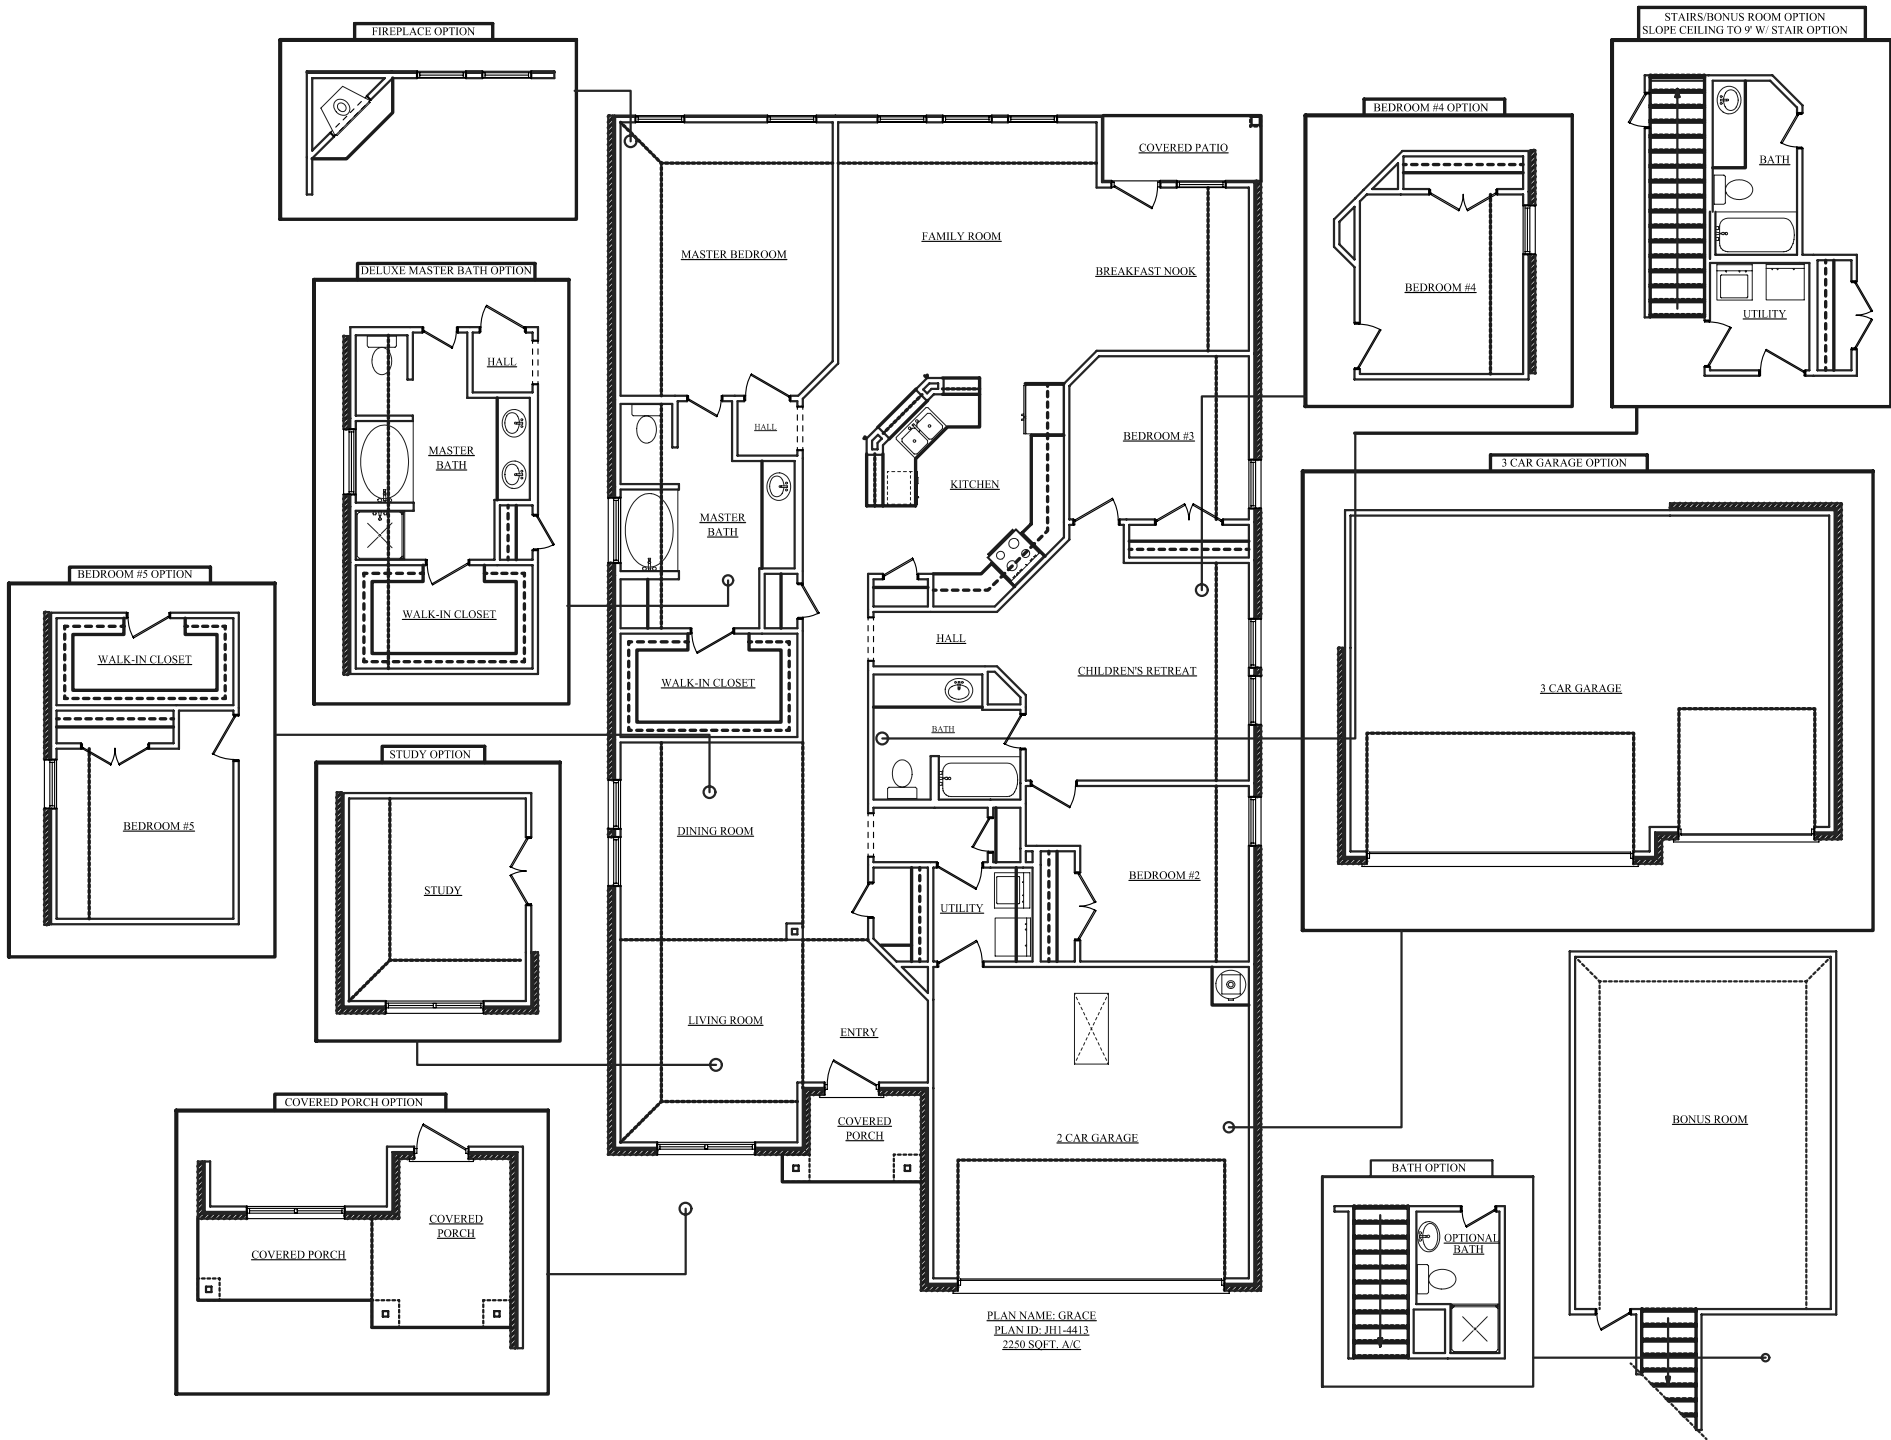 FIREPLACE OPTION
STAIRS/BONUS ROOM OPTION
SLOPE CEILING TO 9' W/ STAIR OPTION
BEDROOM #4 OPTION
COVERED PATIO
BATH
FAMILY ROOM
MASTER BEDROOM
BREAKFAST NOOK
DELUXE MASTER BATH OPTION
BEDROOM #4
UTILITY
HALL
HALL
BEDROOM #3
MASTER
BATH
3 CAR GARAGE OPTION
KITCHEN
MASTER
BATH
BEDROOM #5 OPTION
WALK-IN CLOSET
HALL
WALK-IN CLOSET
CHILDREN'S RETREAT
WALK-IN CLOSET
3 CAR GARAGE
BATH
STUDY OPTION
BEDROOM #5
DINING ROOM
STUDY
BEDROOM #2
UTILITY
LIVING ROOM
ENTRY
COVERED PORCH OPTION
COVERED
PORCH
2 CAR GARAGE
BONUS ROOM
BATH OPTION
COVERED
PORCH
COVERED PORCH
OPTIONAL
BATH
PLAN NAME: GRACE
PLAN ID: JH1-4413
2250 SQFT. A/C